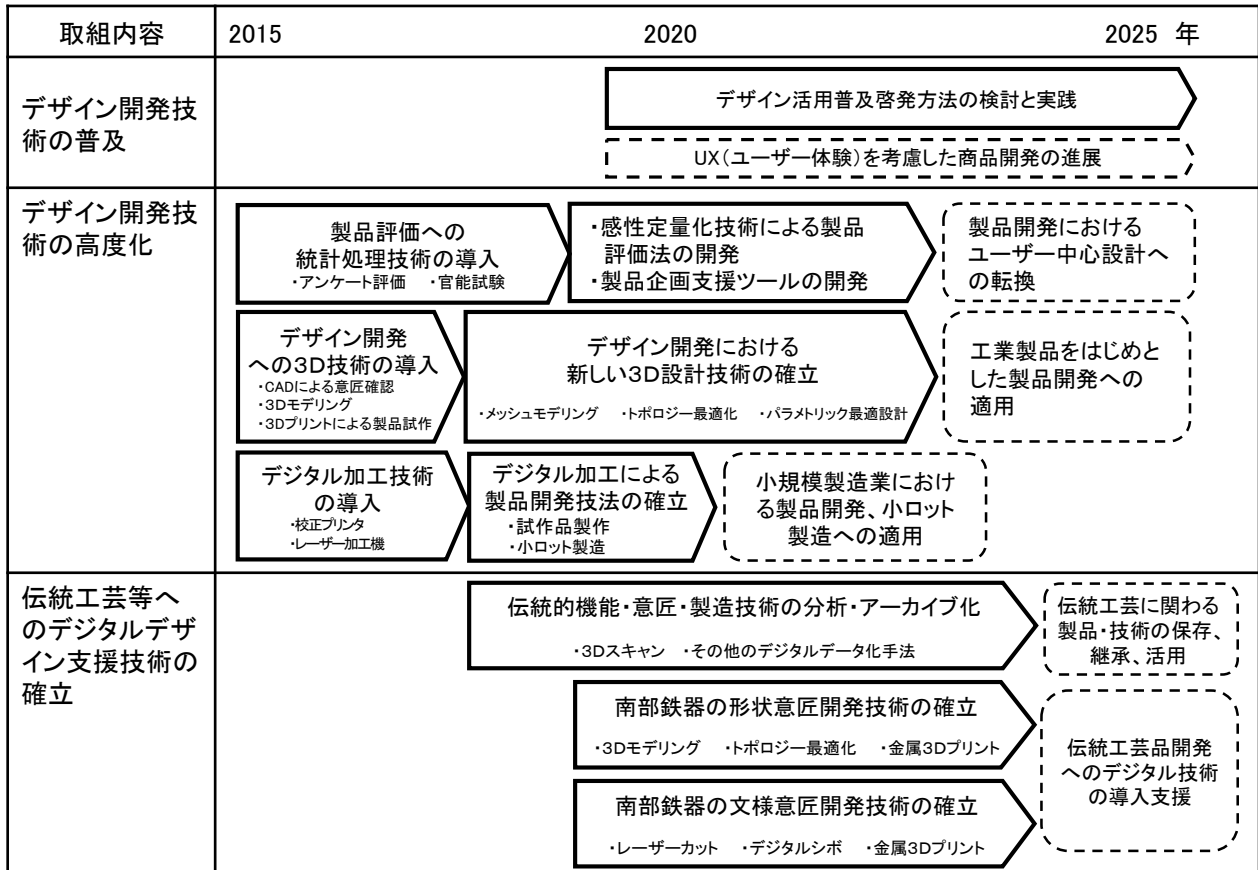 取組内容
2015 2020 2025 年
デザイン開発技
術の普及
デザイン活用普及啓発方法の検討と実践
UX(ユーザー体験)を考慮した商品開発の進展
デザイン開発技
術の高度化
製品評価への
統計処理技術の導入
・アンケート評価 ・官能試験
・感性定量化技術による製品
評価法の開発
・製品企画支援ツールの開発
製品開発における
ユーザー中心設計へ
の転換
デザイン開発
への3D技術の導入
・CADによる意匠確認
・3Dモデリング
・3Dプリントによる製品試作
デザイン開発における
新しい3D設計技術の確立
・メッシュモデリング ・トポロジー最適化 ・パラメトリック最適設計
工業製品をはじめと
した製品開発への
適用
デジタル加工技術
の導入
・校正プリンタ
・レーザー加工機
デジタル加工による
製品開発技法の確立
・試作品製作
・小ロット製造
小規模製造業におけ
る製品開発、小ロット
製造への適用
伝統工芸等へ
のデジタルデザ
イン支援技術の
確立
伝統的機能・意匠・製造技術の分析・アーカイブ化
・3Dスキャン ・その他のデジタルデータ化手法
伝統工芸に関わる
製品・技術の保存、
継承、活用
南部鉄器の形状意匠開発技術の確立
・3Dモデリング ・トポロジー最適化 ・金属3Dプリント
南部鉄器の文様意匠開発技術の確立
・レーザーカット ・デジタルシボ ・金属3Dプリント
伝統工芸品開発
へのデジタル技術
の導入支援